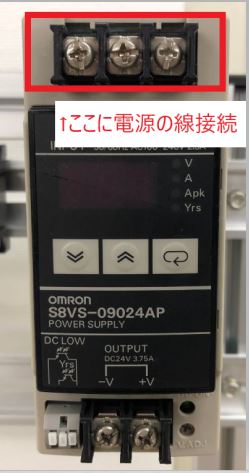 ↑ここに電源の線接続
V
A
Apk
Yrs
OMRON
S8VS-09024AP
POWER SUPPLY
DC LOW
Yrs
OUTPUT
DC24V 3.75A
-V +V